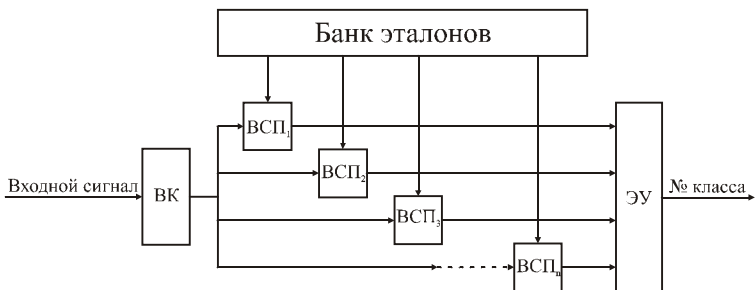 Банк эталонов
ВСП1
ВСП2
Входной сигнал
ВК
ВСП3
ЭУ
№ класса
ВСПn